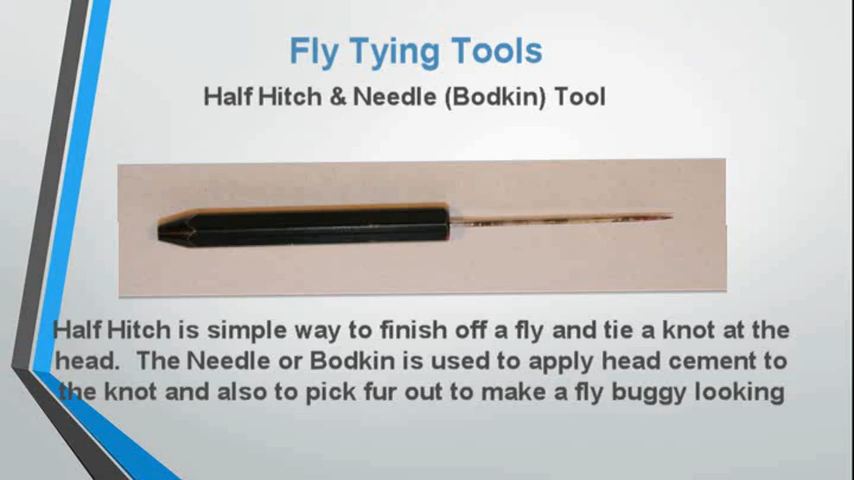 Fly Tying Tools
Half Hitch & Needle (Bodkin) Tool
Half Hitch is simple way to finish off a fly and tie a knot at the
head.  The Needle or Bodkin is used to apply head cement to
the knot and also to pick fur out to make a fly buggy looking